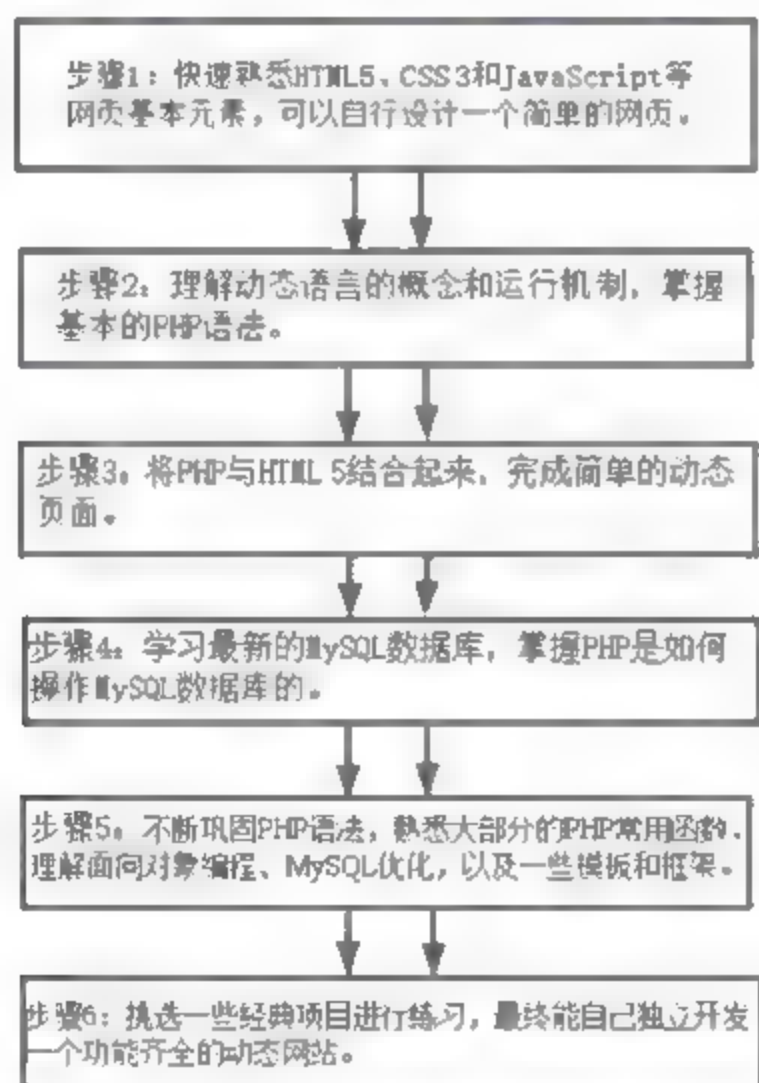 步骤1：快速熟悉HTML5、CSS3和JavaScript等
网页基本元素，可以自行设计一个简单的网页。
步骤2：理解动态语言的概念和运行机制，掌握
基本的PHP语法。
步骤3：将PHP与HTML 5结合起来，完成简单的动态
页面。
步骤4：学习最新的MySQL数据库，掌握PHP是如何
操作MySQL数据库的。
步骤5：不断巩固PHP语法，熟悉大部分的PHP常用函数，
理解面向对象编程、MySQL优化，以及一些模板和框架。
步骤6：挑选一些经典项目进行练习，最终能自己独立开发
一个功能齐全的动态网站。